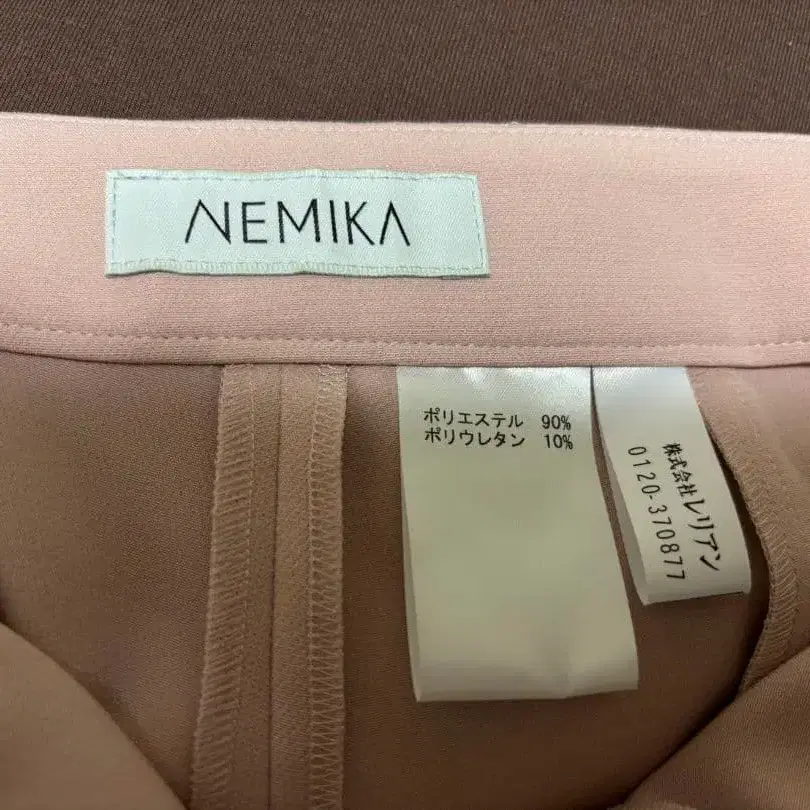 NEMIKA
ポリエステル 90%
ポリウレタン 10%
株式会社レリアン
0120-370877